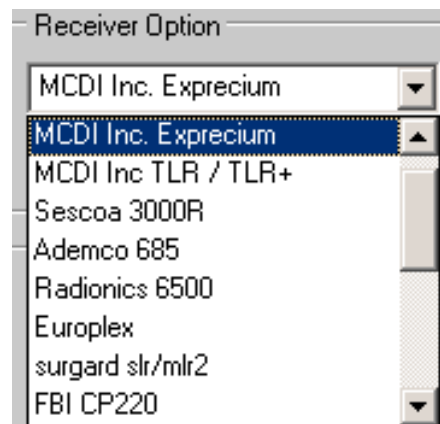 Receiver Option
MCDI Inc. Exprecium
MCDI Inc. Exprecium
MCDI Inc TLR / TLR+
Sescoa 3000R
Ademco 685
Radionics 6500
Europlex
surgard slr/mlr2
FBI CP220